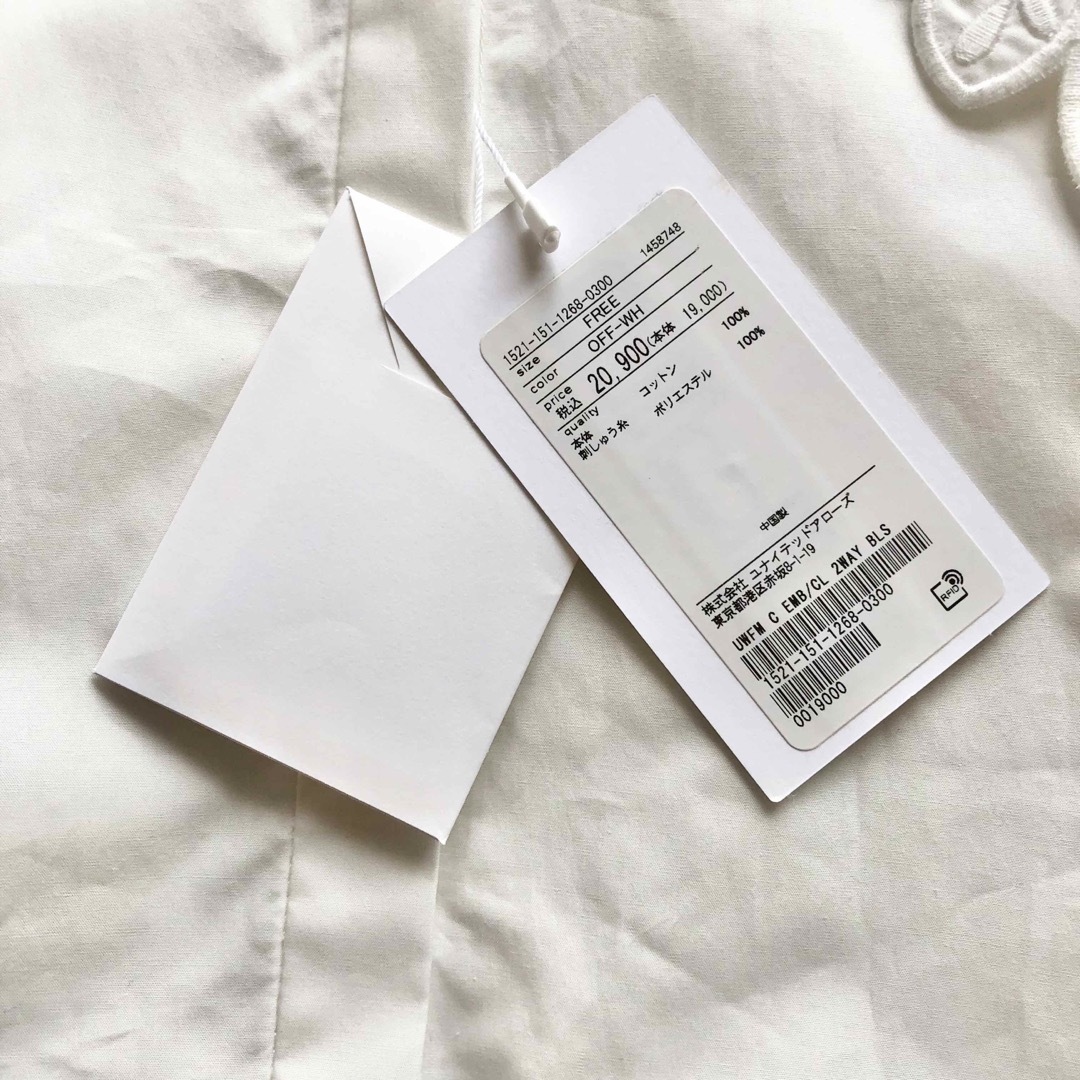 1521-151-1268-0300 1458748
size FREE
color OFF-WH
price
税込 20,900(本体 19,000)
quality
本体 コットン 100%
刺しゅう糸 ポリエステル 100%
中国製
株式会社 ユナイテッドアローズ
東京都港区赤坂8-1-19
UWFM C EMB/CL 2WAY BLS
1521-151-1268-0300
0019000
RFID